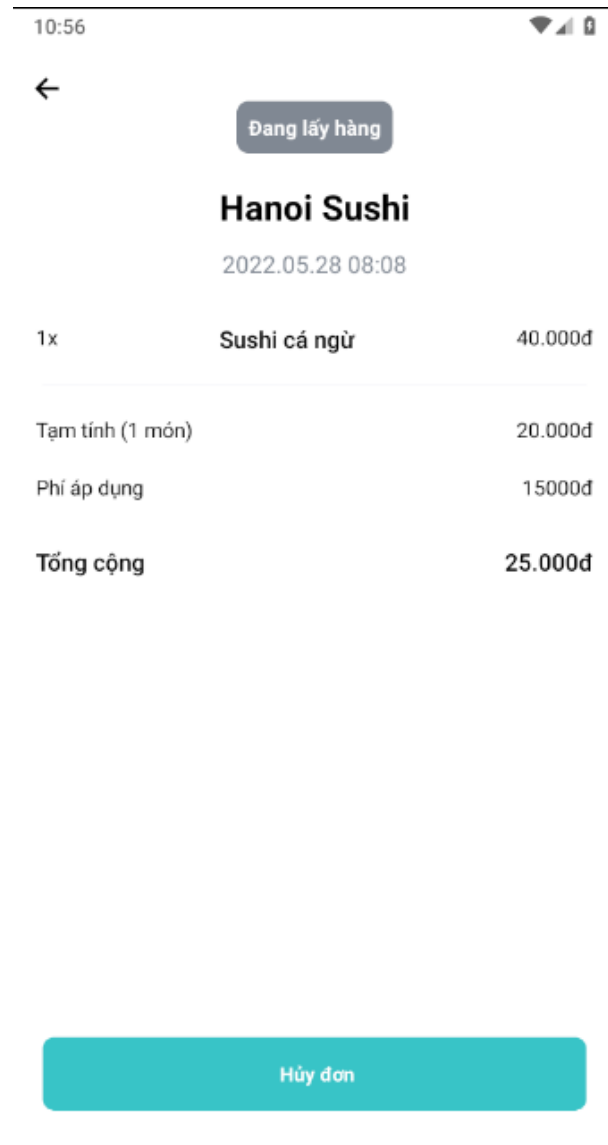 10:56
Đang lấy hàng
Hanoi Sushi
2022.05.28 08:08
1x Sushi cá ngừ 40.000đ
Tạm tính (1 món) 20.000đ
Phí áp dụng 15000đ
Tổng cộng 25.000đ
Hủy đơn